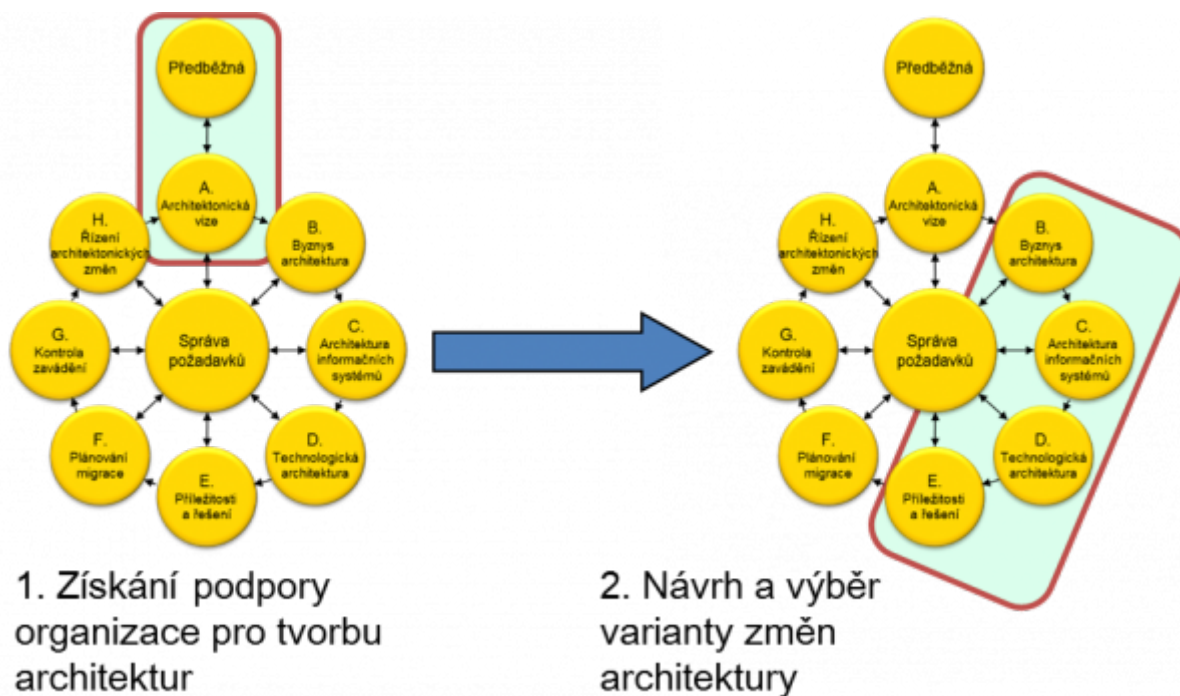 Předběžná
A.
Architektonická
vize
H.
Řízení
architektonických
změn
B.
Byznys
architektura
G.
Kontrola
zavádění
Správa
požadavků
C.
Architektura
informačních
systémů
F.
Plánování
migrace
D.
Technologická
architektura
E.
Příležitosti
a řešení
1. Získání podpory
organizace pro tvorbu
architektur
Předběžná
A.
Architektonická
vize
H.
Řízení
architektonických
změn
B.
Byznys
architektura
G.
Kontrola
zavádění
Správa
požadavků
C.
Architektura
informačních
systémů
F.
Plánování
migrace
D.
Technologická
architektura
E.
Příležitosti
a řešení
2. Návrh a výběr
varianty změn
architektury